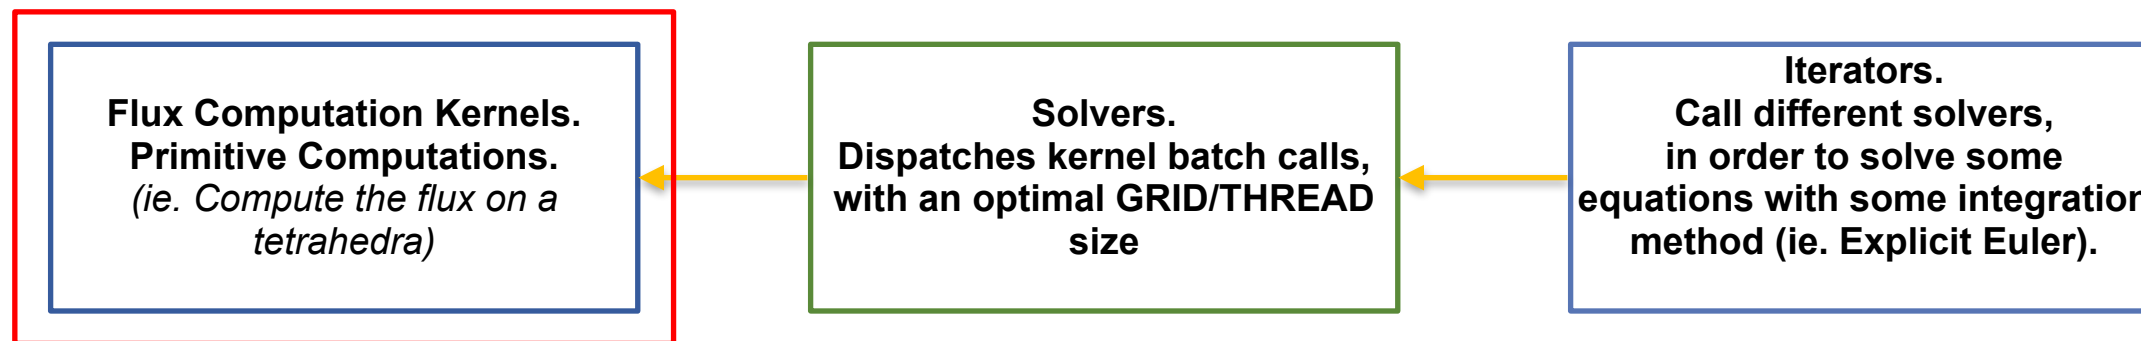 Flux Computation Kernels.
Primitive Computations.
(ie. Compute the flux on a
tetrahedra)
Solvers.
Dispatches kernel batch calls,
with an optimal GRID/THREAD
size
Iterators.
Call different solvers,
in order to solve some
equations with some integration
method (ie. Explicit Euler).